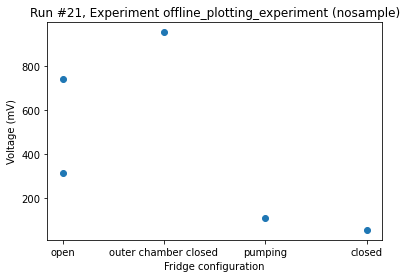 Run #21, Experiment offline_plotting_experiment (nosample)
Voltage (mV)
800
600
400
200
open outer chamber closed pumping closed
Fridge configuration